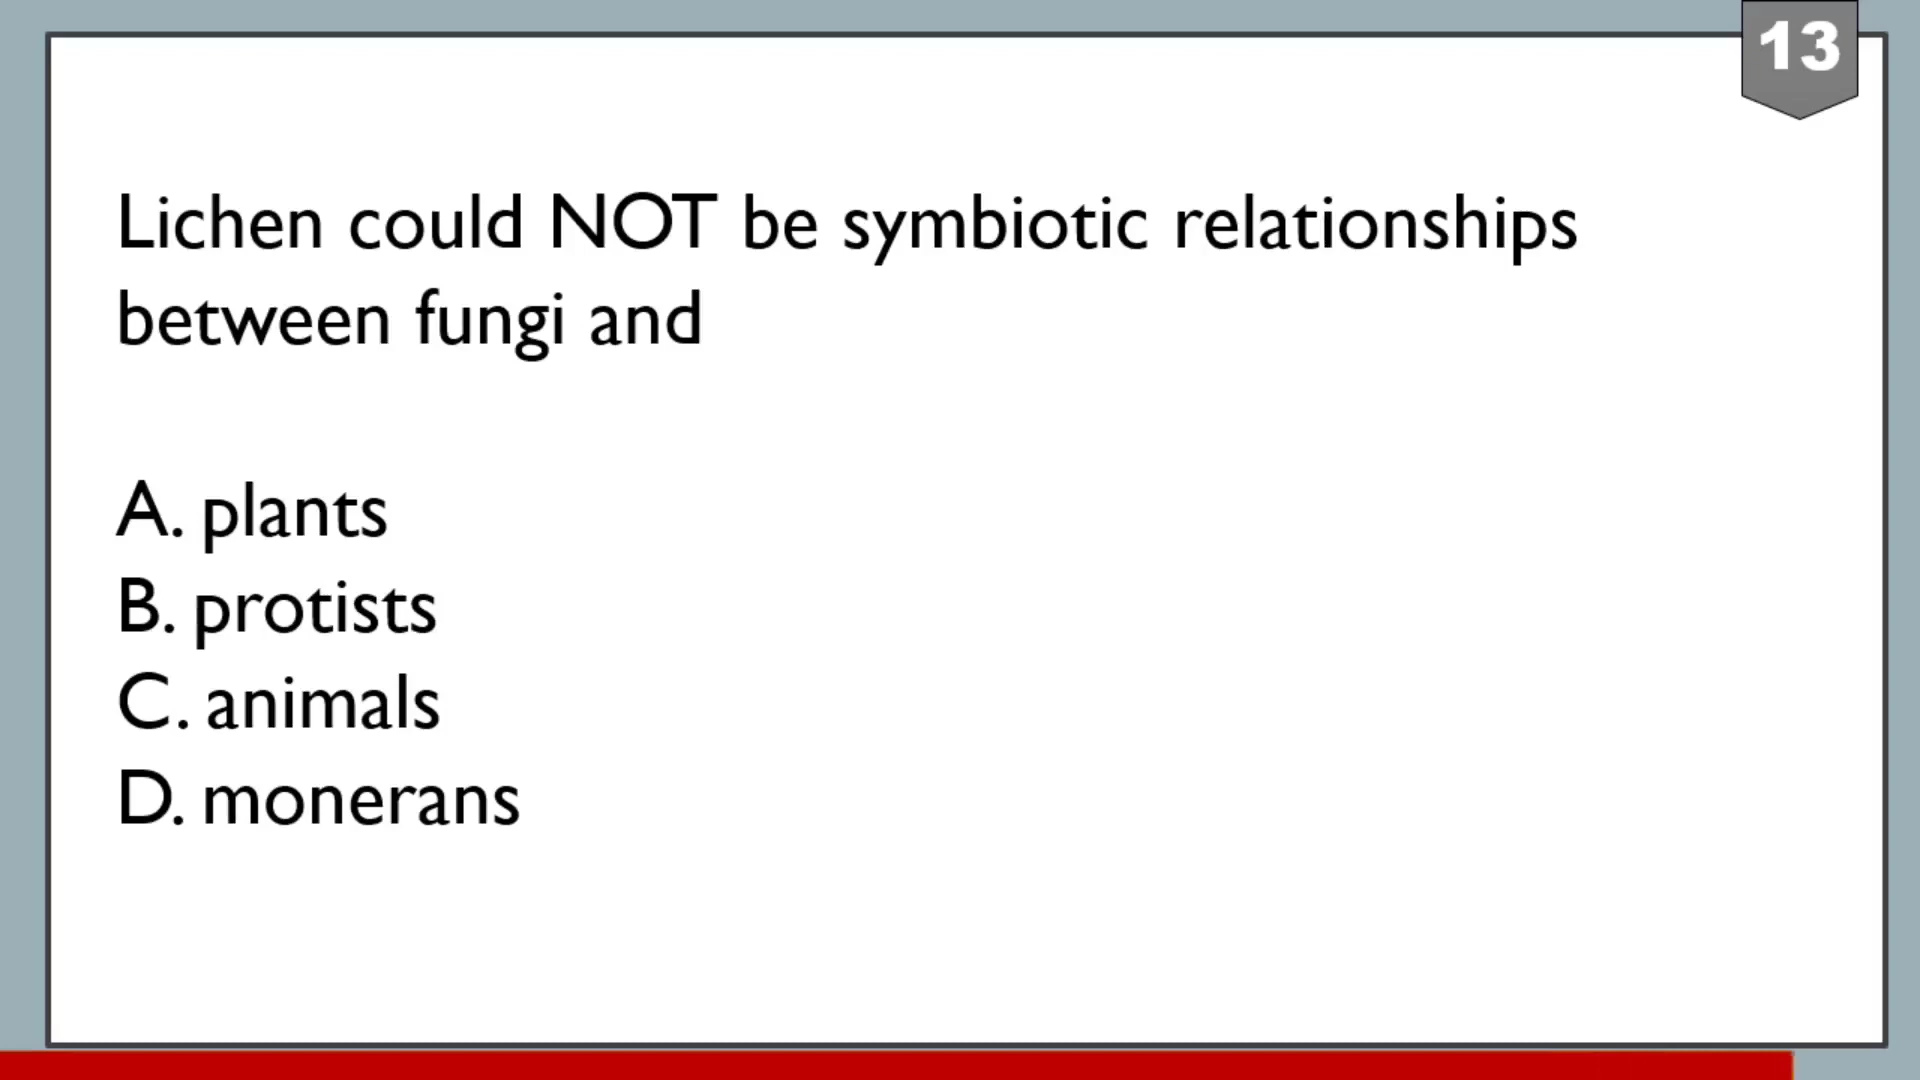 13
Lichen could NOT be symbiotic relationships
between fungi and
A. plants
B. protists
C. animals
D. monerans